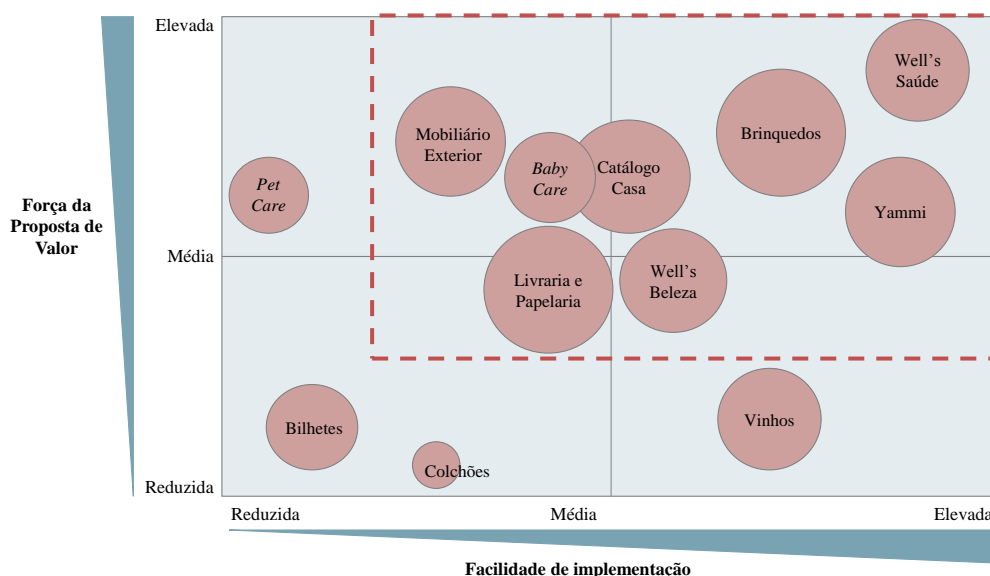 Elevada
Well's
Saúde
Mobiliário
Exterior
Brinquedos
Baby
Care
Catálogo
Casa
Pet
Care
Yammi
Força da
Proposta de
Valor
Média
Livraria e
Papelaria
Well's
Beleza
Bilhetes
Vinhos
Colchões
Reduzida
Reduzida
Média
Elevada
Facilidade de implementação